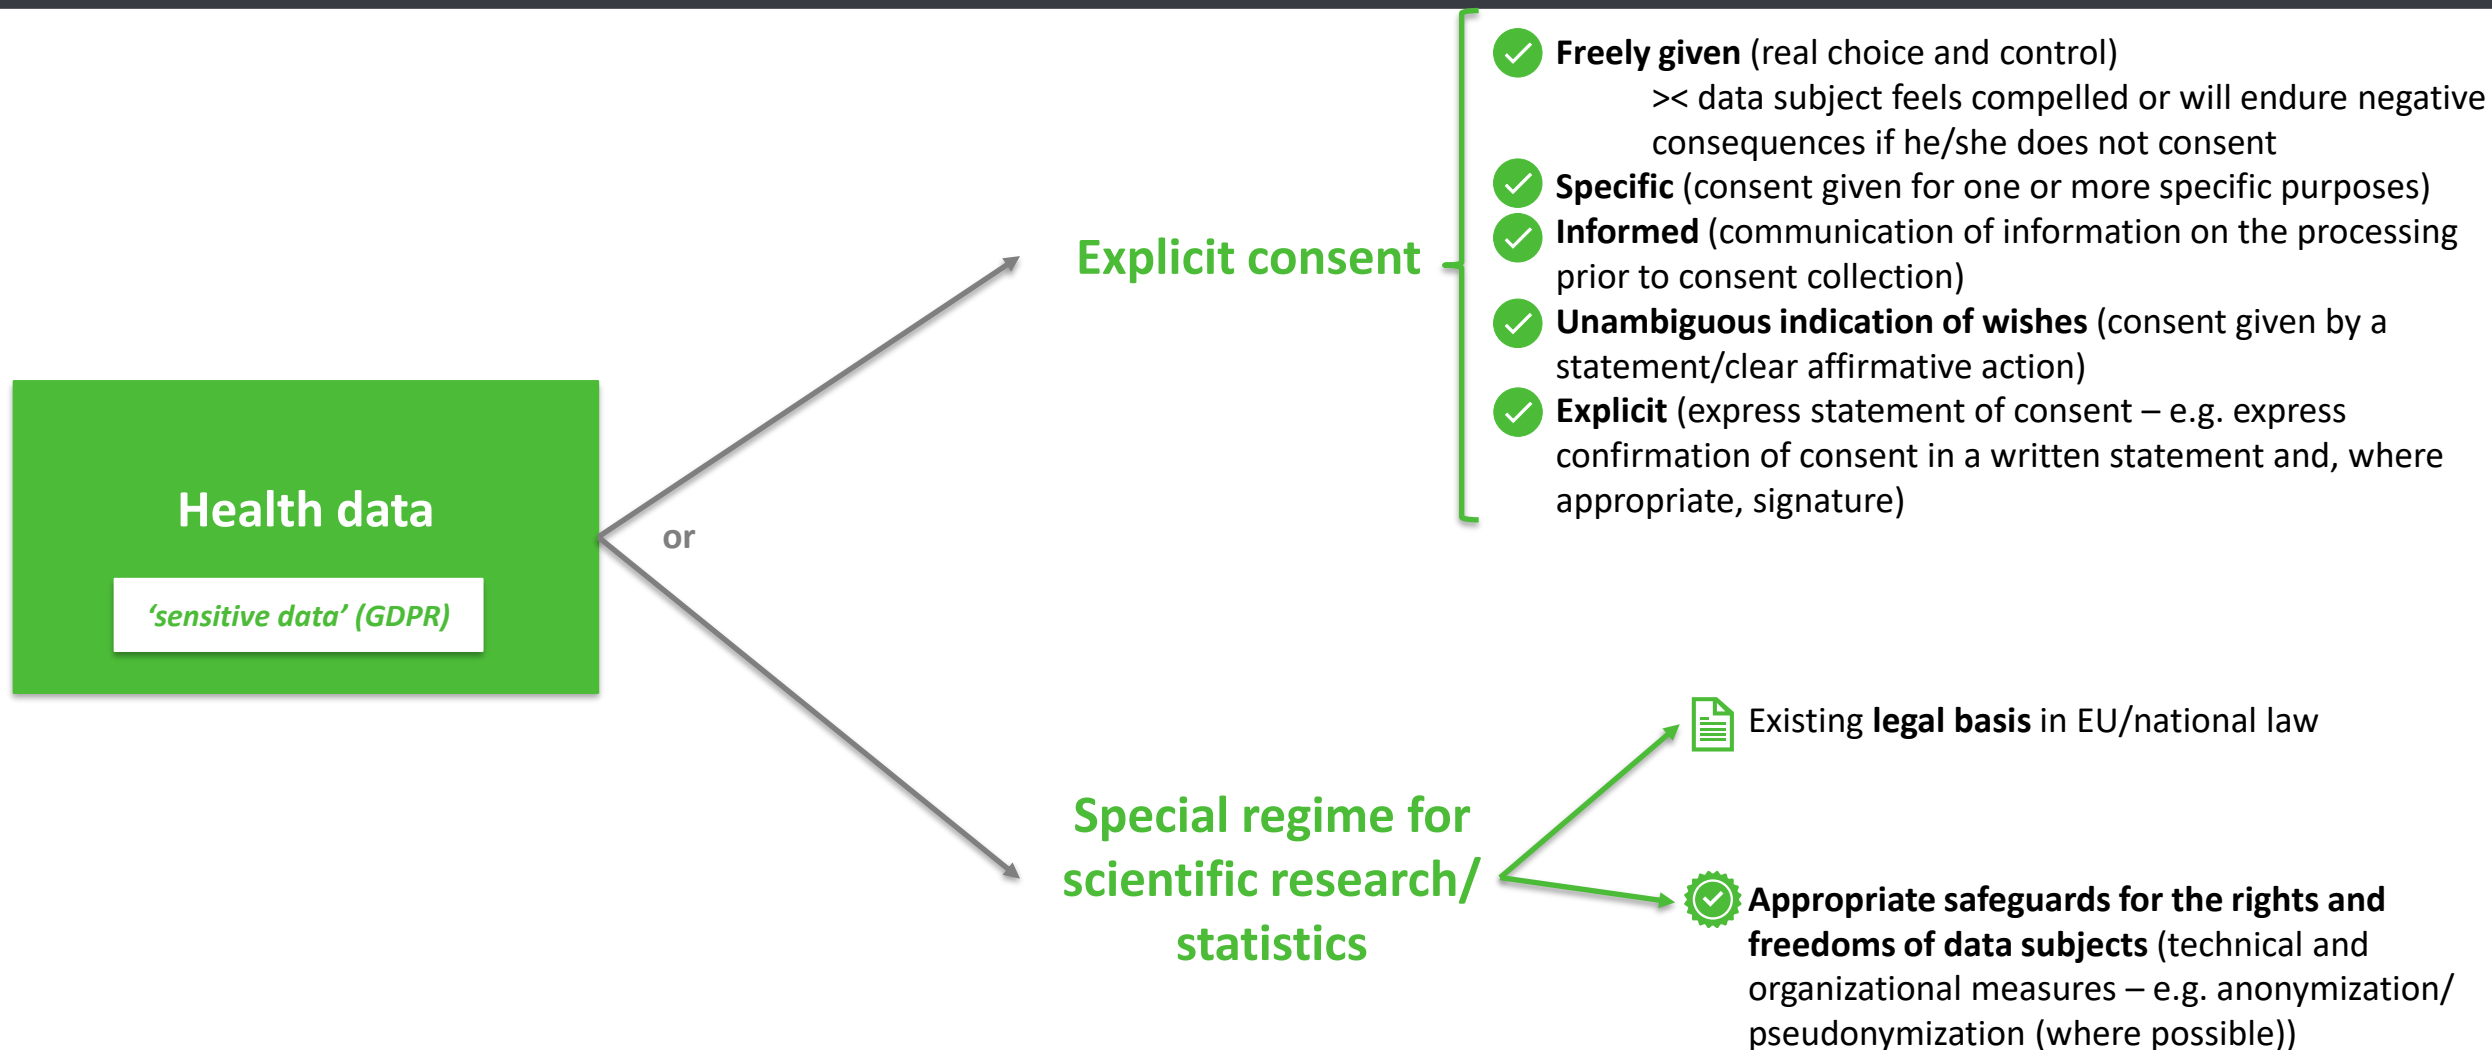 Health data
'sensitive data' (GDPR)
or
Explicit consent
Freely given (real choice and control)
>< data subject feels compelled or will endure negative
consequences if he/she does not consent
Specific (consent given for one or more specific purposes)
Informed (communication of information on the processing
prior to consent collection)
Unambiguous indication of wishes (consent given by a
statement/clear affirmative action)
Explicit (express statement of consent – e.g. express
confirmation of consent in a written statement and, where
appropriate, signature)
Special regime for
scientific research/
statistics
Existing legal basis in EU/national law
Appropriate safeguards for the rights and
freedoms of data subjects (technical and
organizational measures – e.g. anonymization/
pseudonymization (where possible))